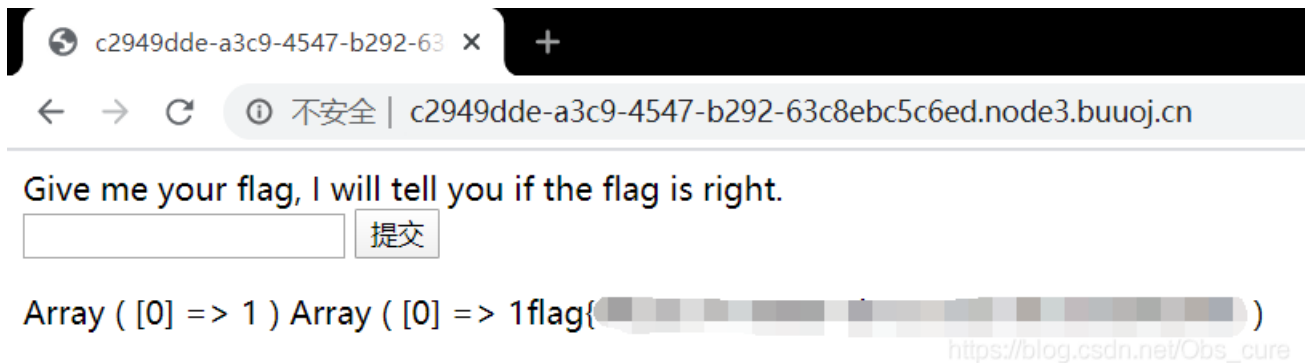 c2949dde-a3c9-4547-b292-63
不安全 | c2949dde-a3c9-4547-b292-63c8ebc5c6ed.node3.buuoj.cn
Give me your flag, I will tell you if the flag is right.
提交
Array ( [0] => 1 ) Array ( [0] => 1flag{ )
https://blog.csdn.net/Obs_cure